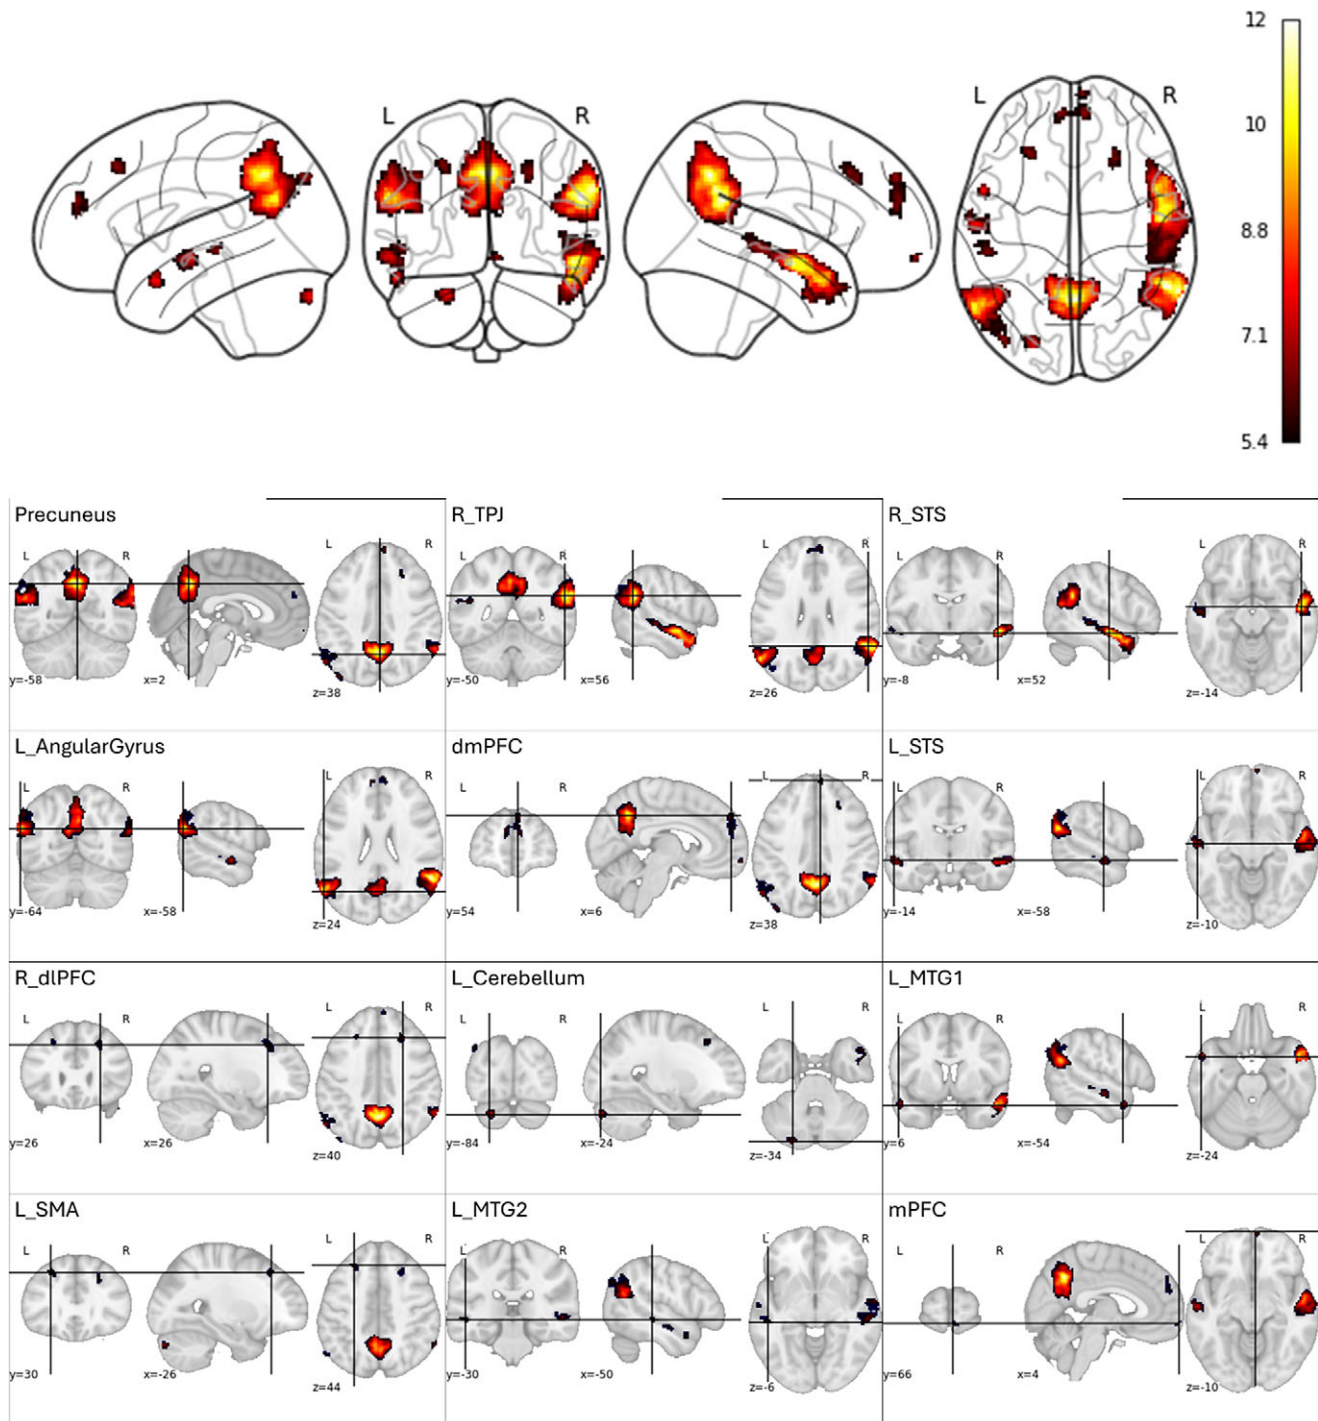 12
L R L R
10
8.8
7.1
5.4
Precuneus
L R L R
y=-58 x=2 z=38
R_TPJ
L R L R
y=-50 x=56 z=26
R_STS
L R L R
y=-8 x=52 z=-14
L_AngularGyrus
L R L R
y=-64 x=-58 z=24
dmPFC
L R L R
y=54 x=6 z=38
L_STS
L R L R
y=-14 x=-58 z=-10
R_dlPFC
L R L R
y=26 x=26 z=40
L_Cerebellum
L R L R
y=-84 x=-24 z=-34
L_MTG1
L R L R
y=6 x=-54 z=-24
L_SMA
L R L R
y=30 x=-26 z=44
L_MTG2
L R L R
y=-30 x=-50 z=-6
mPFC
L R L R
y=66 x=4 z=-10